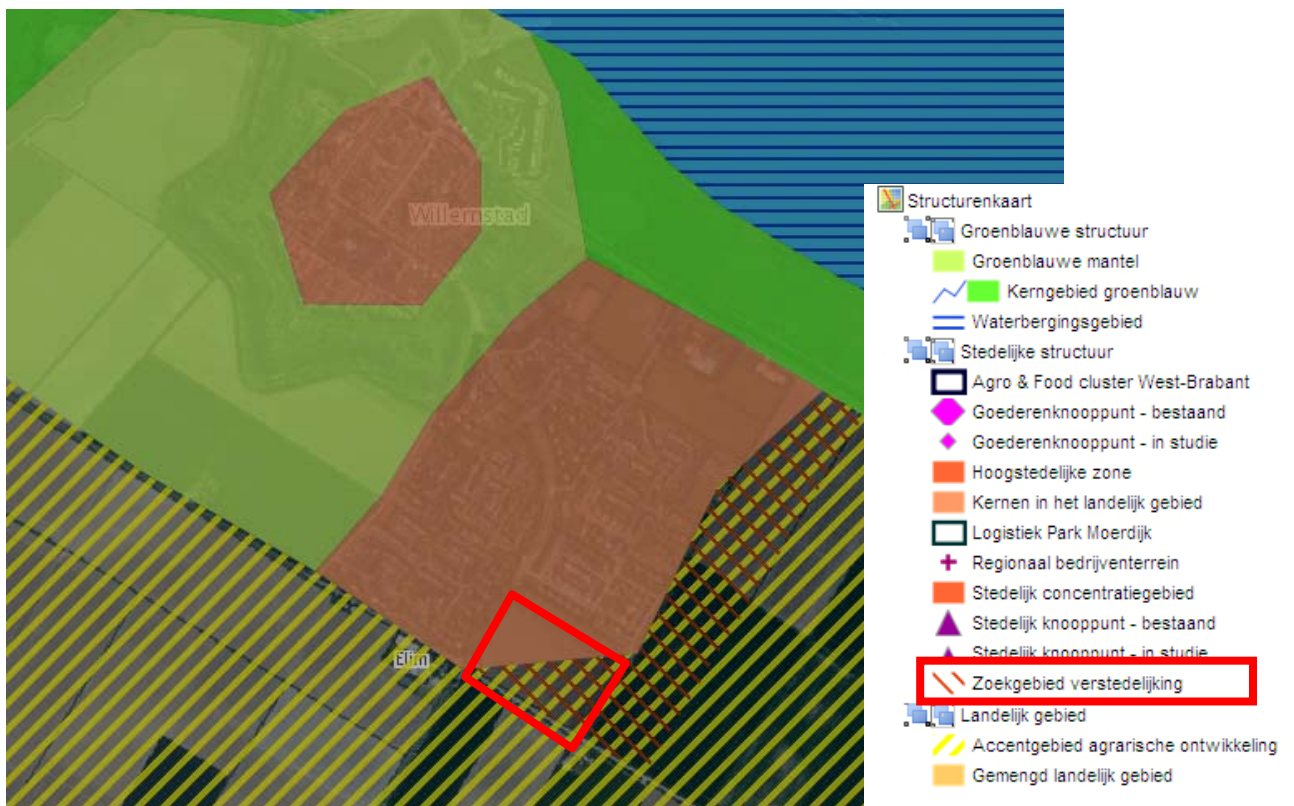 Willemstad
Elim
Structurenkaart
Groenblauwe structuur
Groenblauwe mantel
Kerngebied groenblauw
Waterbergingsgebied
Stedelijke structuur
Agro & Food cluster West-Brabant
Goederenknooppunt - bestaand
Goederenknooppunt - in studie
Hoogstedelijke zone
Kernen in het landelijk gebied
Logistiek Park Moerdijk
Regionaal bedrijventerrein
Stedelijk concentratiegebied
Stedelijk knooppunt - bestaand
Stedelijk knooppunt - in studie
Zoekgebied verstedelijking
Landelijk gebied
Accentgebied agrarische ontwikkeling
Gemengd landelijk gebied